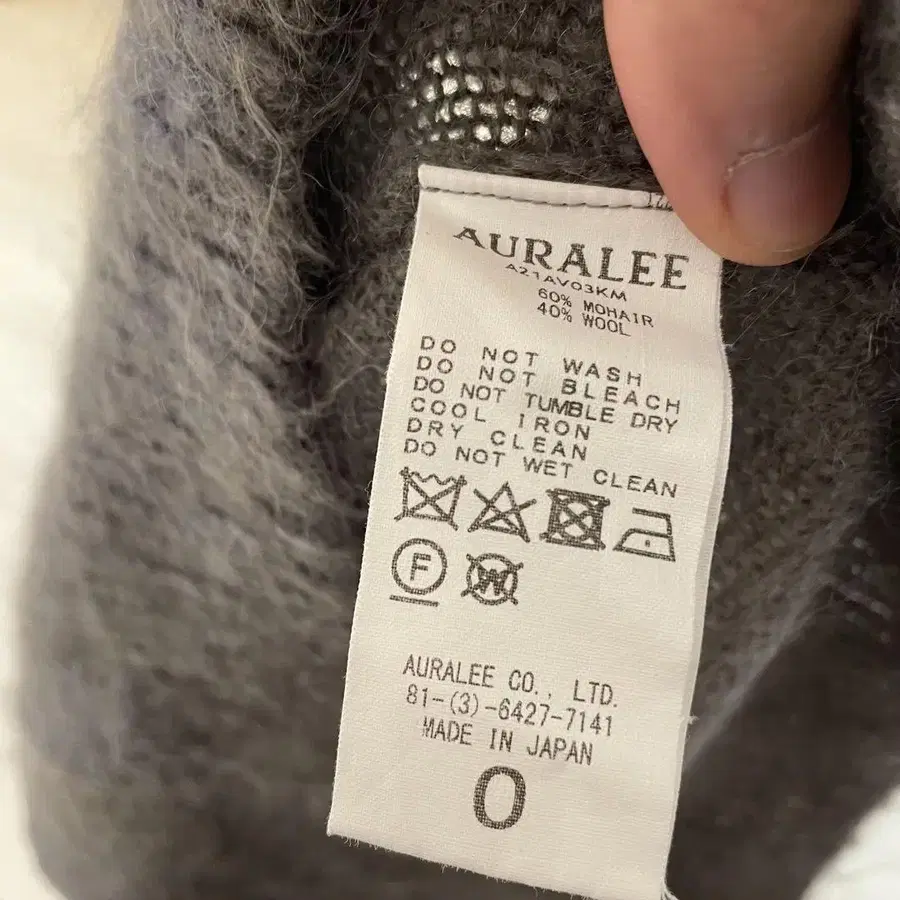 AURALEE
A21AV03KM
60% MOHAIR
40% WOOL
DO NOT WASH
DO NOT BLEACH
DO NOT TUMBLE DRY
COOL IRON
DRY CLEAN
DO NOT WET CLEAN
F W
AURALEE CO., LTD.
81-(3)-6427-7141
MADE IN JAPAN
0